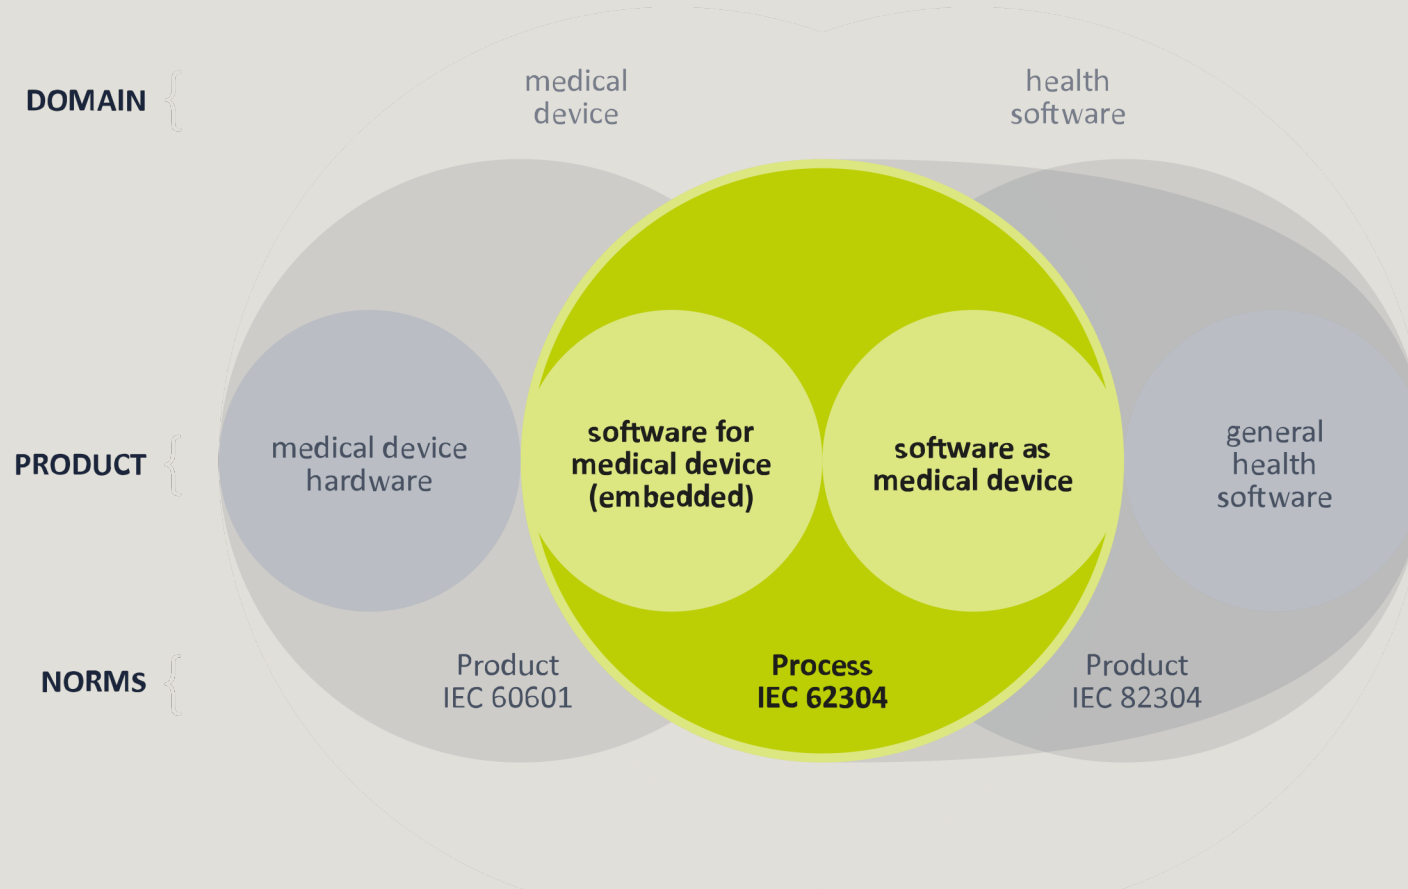 DOMAIN
medical
device
health
software
PRODUCT
medical device
hardware
software for
medical device
(embedded)
software as
medical device
general
health
software
NORMs
Product
IEC 60601
Process
IEC 62304
Product
IEC 82304